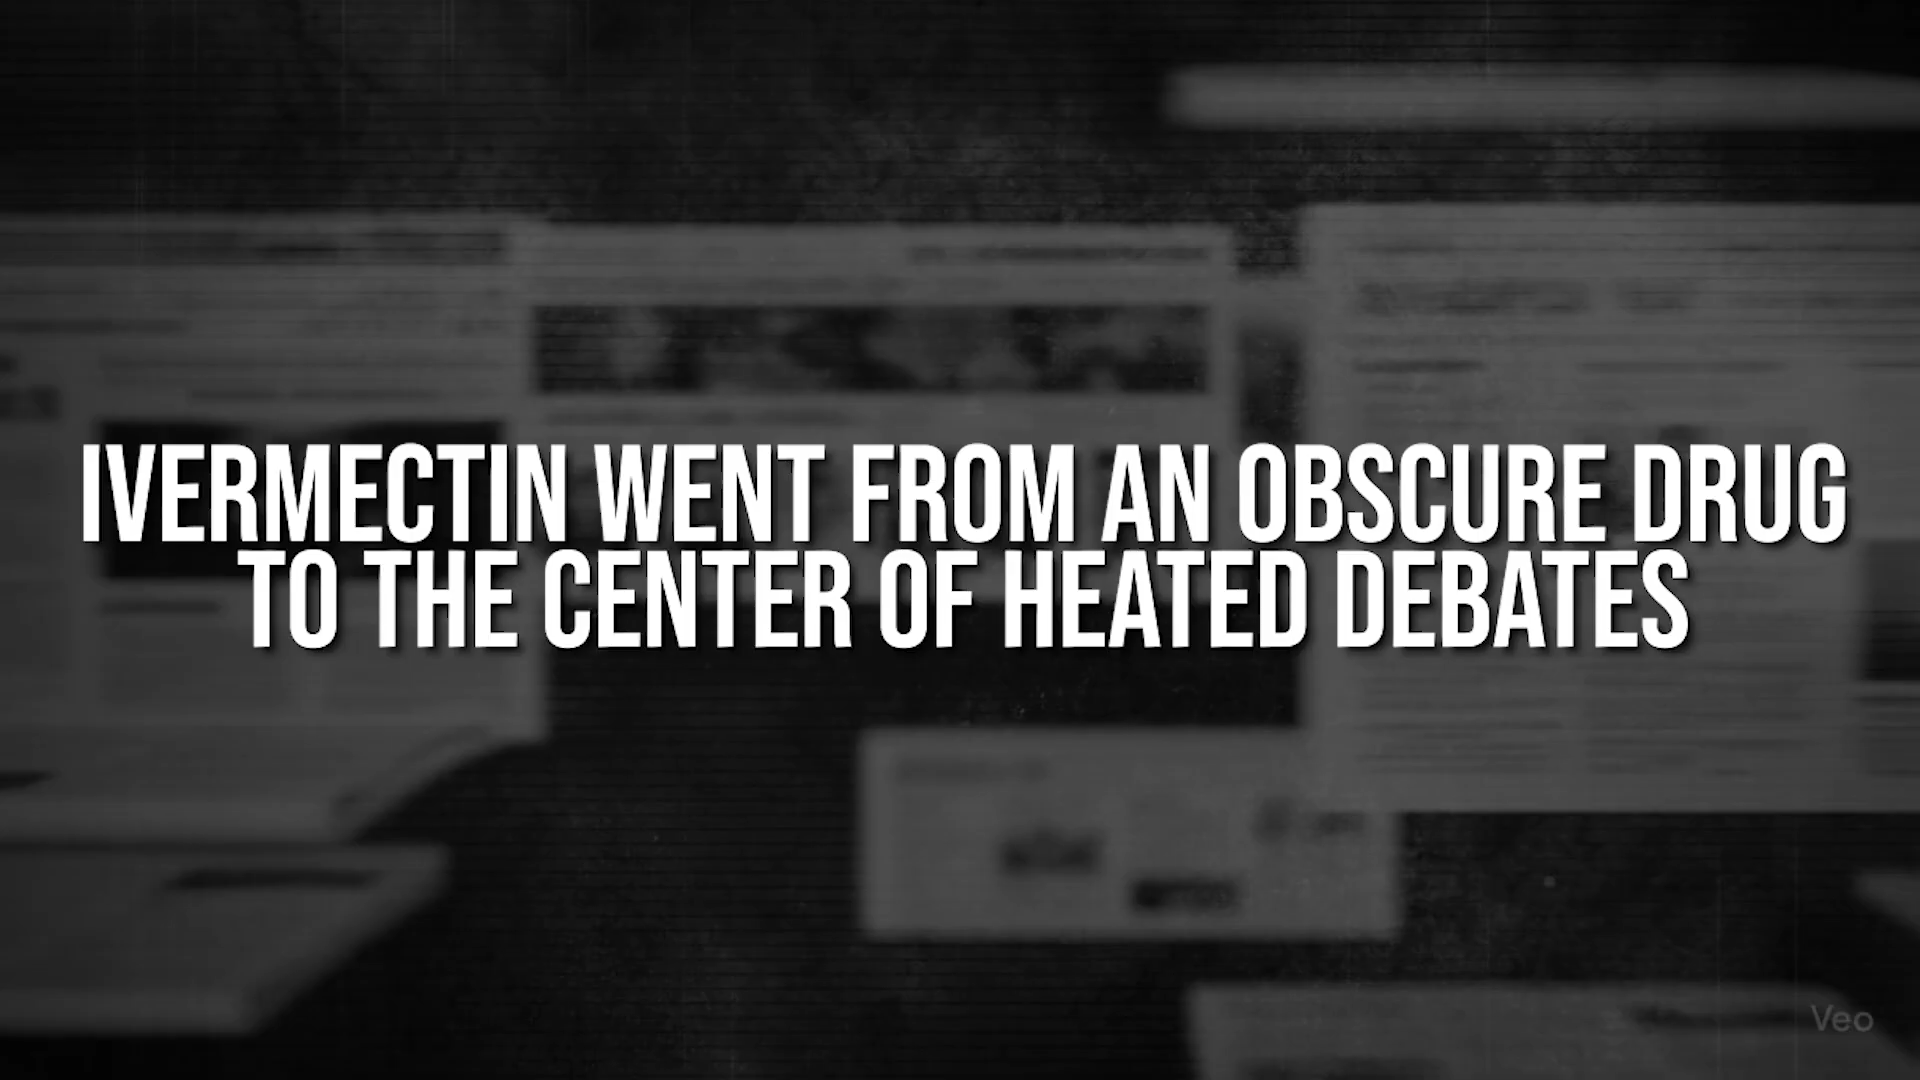 IVERMECTIN WENT FROM AN OBSCURE DRUG
TO THE CENTER OF HEATED DEBATES
Veo